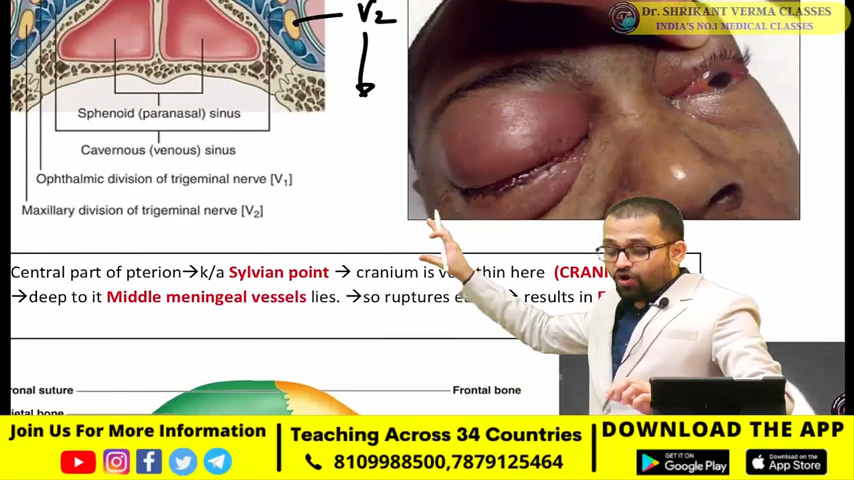 V2
Dr. SHRIKANT VERMA CLASSES
INDIA'S NO.1 MEDICAL CLASSES
Sphenoid (paranasal) sinus
Cavernous (venous) sinus
Ophthalmic division of trigeminal nerve [V1]
Maxillary division of trigeminal nerve [V2]
Central part of pterion→k/a Sylvian point → cranium is thin here
→deep to it Middle meningeal vessels lies. →so ruptures → results in
suture
Frontal bone
bone
Join Us For More Information
Teaching Across 34 Countries
8109988500,7879125464
DOWNLOAD THE APP
GET IT ON
Google Play
Download on the
App Store